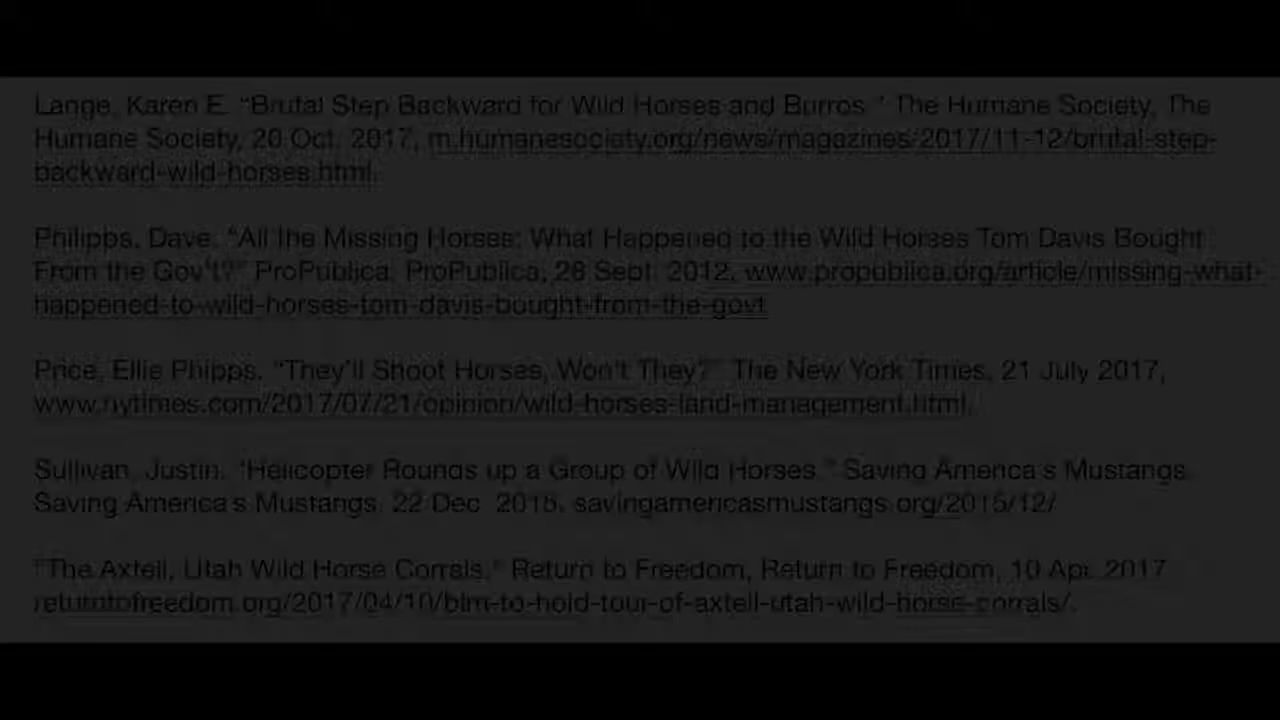 Lange, Karen E. “Brutal Step Backward for Wild Horses and Burros.” The Humane Society, The
Humane Society, 20 Oct. 2017, m.humanesociety.org/news/magazines/2017/11-12/brutal-step-
backward-wild-horses.html.
Philipps, Dave. “All the Missing Horses: What Happened to the Wild Horses Tom Davis Bought
From the Gov't?” ProPublica, ProPublica, 28 Sept. 2012, www.propublica.org/article/missing-what-
happened-to-wild-horses-tom-davis-bought-from-the-govt
Price, Ellie Phipps. “They'll Shoot Horses, Won't They?” The New York Times, 21 July 2017,
www.nytimes.com/2017/07/21/opinion/wild-horses-land-management.html.
Sullivan, Justin. “Helicopter Rounds up a Group of Wild Horses.” Saving America's Mustangs,
Saving America's Mustangs, 22 Dec. 2015, savingamericasmustangs.org/2015/12/
“The Axtell, Utah Wild Horse Corrals.” Return to Freedom, Return to Freedom, 10 Apr. 2017
returntofreedom.org/2017/04/10/blm-to-hold-tour-of-axtell-utah-wild-horse-corrals/.